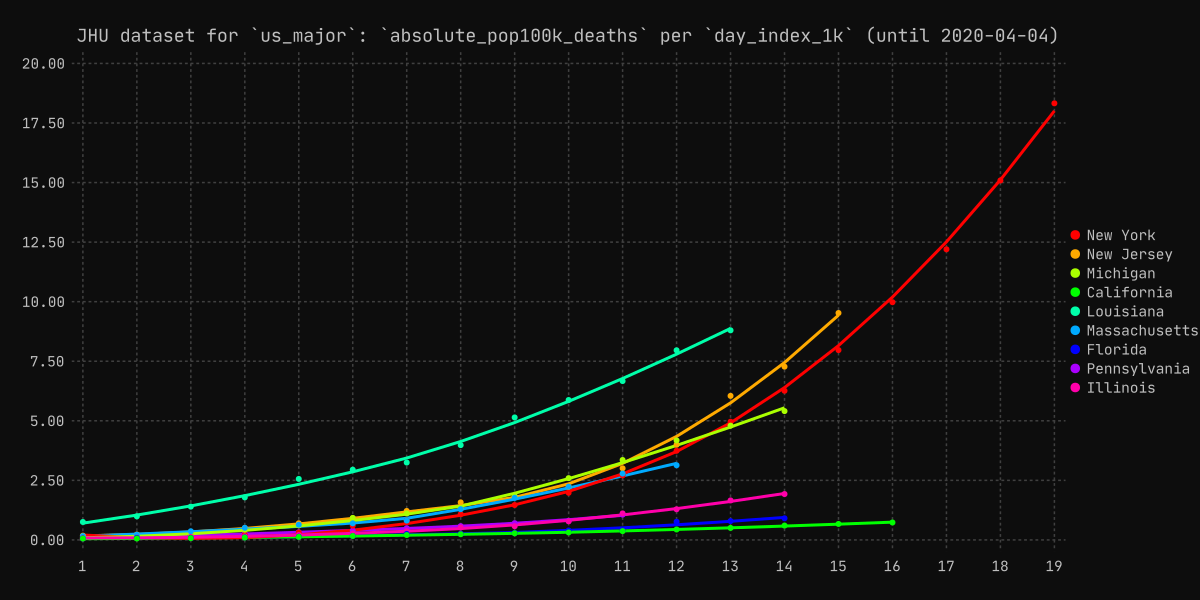 JHU dataset for `us_major`: `absolute_pop100k_deaths` per `day_index_1k` (until 2020-04-04)
20.00
17.50
15.00
12.50
10.00
7.50
5.00
2.50
0.00
1 2 3 4 5 6 7 8 9 10 11 12 13 14 15 16 17 18 19
New York
New Jersey
Michigan
California
Louisiana
Massachusetts
Florida
Pennsylvania
Illinois